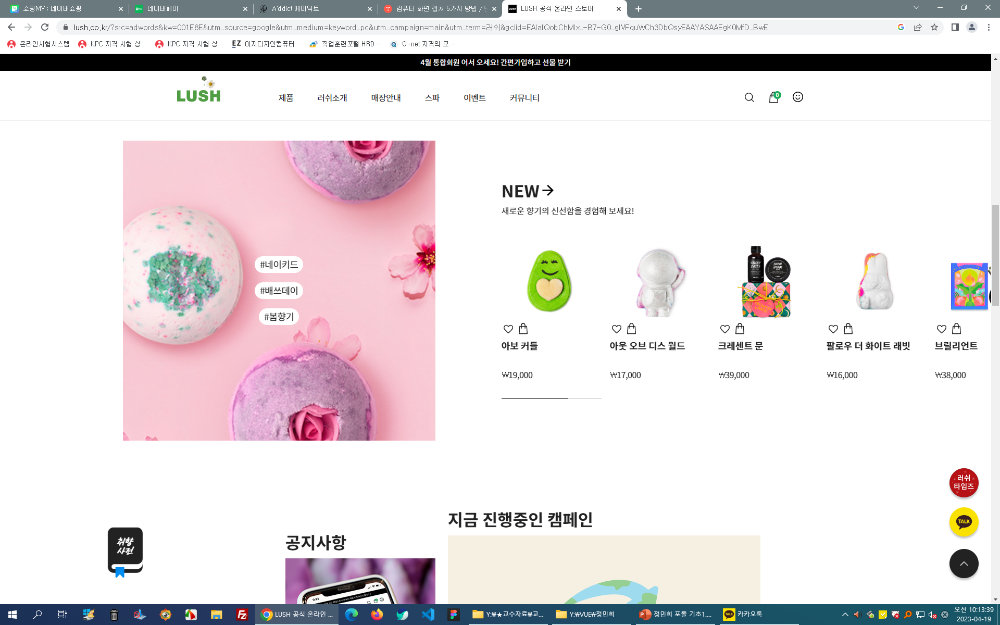 쇼핑MY : 네이버쇼핑
네이버페이
A'ddict 에이딕트
컴퓨터 화면 캡쳐 5가지 방법 /
LUSH 공식 온라인 스토어
lush.co.kr/?src=adwords&kw=001E8E&utm_source=google&utm_medium=keyword_pc&utm_campaign=main&utm_term=러쉬&gclid=EAIaIQobChMIx_-B7-G0_gIVFquWCh3DbQsyEAAYASAAEgK0MfD_BwE
온라인시험시스템
KPC 자격 시험 상…
KPC 자격 시험 상…
EZ 이지디자인컴퓨터…
직업훈련포털 HRD…
Q-net 자격의 모…
4월 통합회원 어서 오세요! 간편가입하고 선물 받기
LUSH
제품
러쉬소개
매장안내
스파
이벤트
커뮤니티
0
NEW
새로운 향기의 신선함을 경험해 보세요!
#네이키드
#배쓰데이
#봄향기
STICKY DATES
아보 커들
아웃 오브 디스 월드
크레센트 문
팔로우 더 화이트 래빗
브릴리언트
₩19,000
₩17,000
₩39,000
₩16,000
₩38,000
러쉬
타임즈
TALK
지금 진행중인 캠페인
공지사항
취향
사전
9:13
LUSH 공식 온라인 ...
Y:₩★교수자료₩교...
Y:₩VUE₩정민희
정민희 포폴 기초1....
카카오톡
오전 10:13:39
2023-04-19